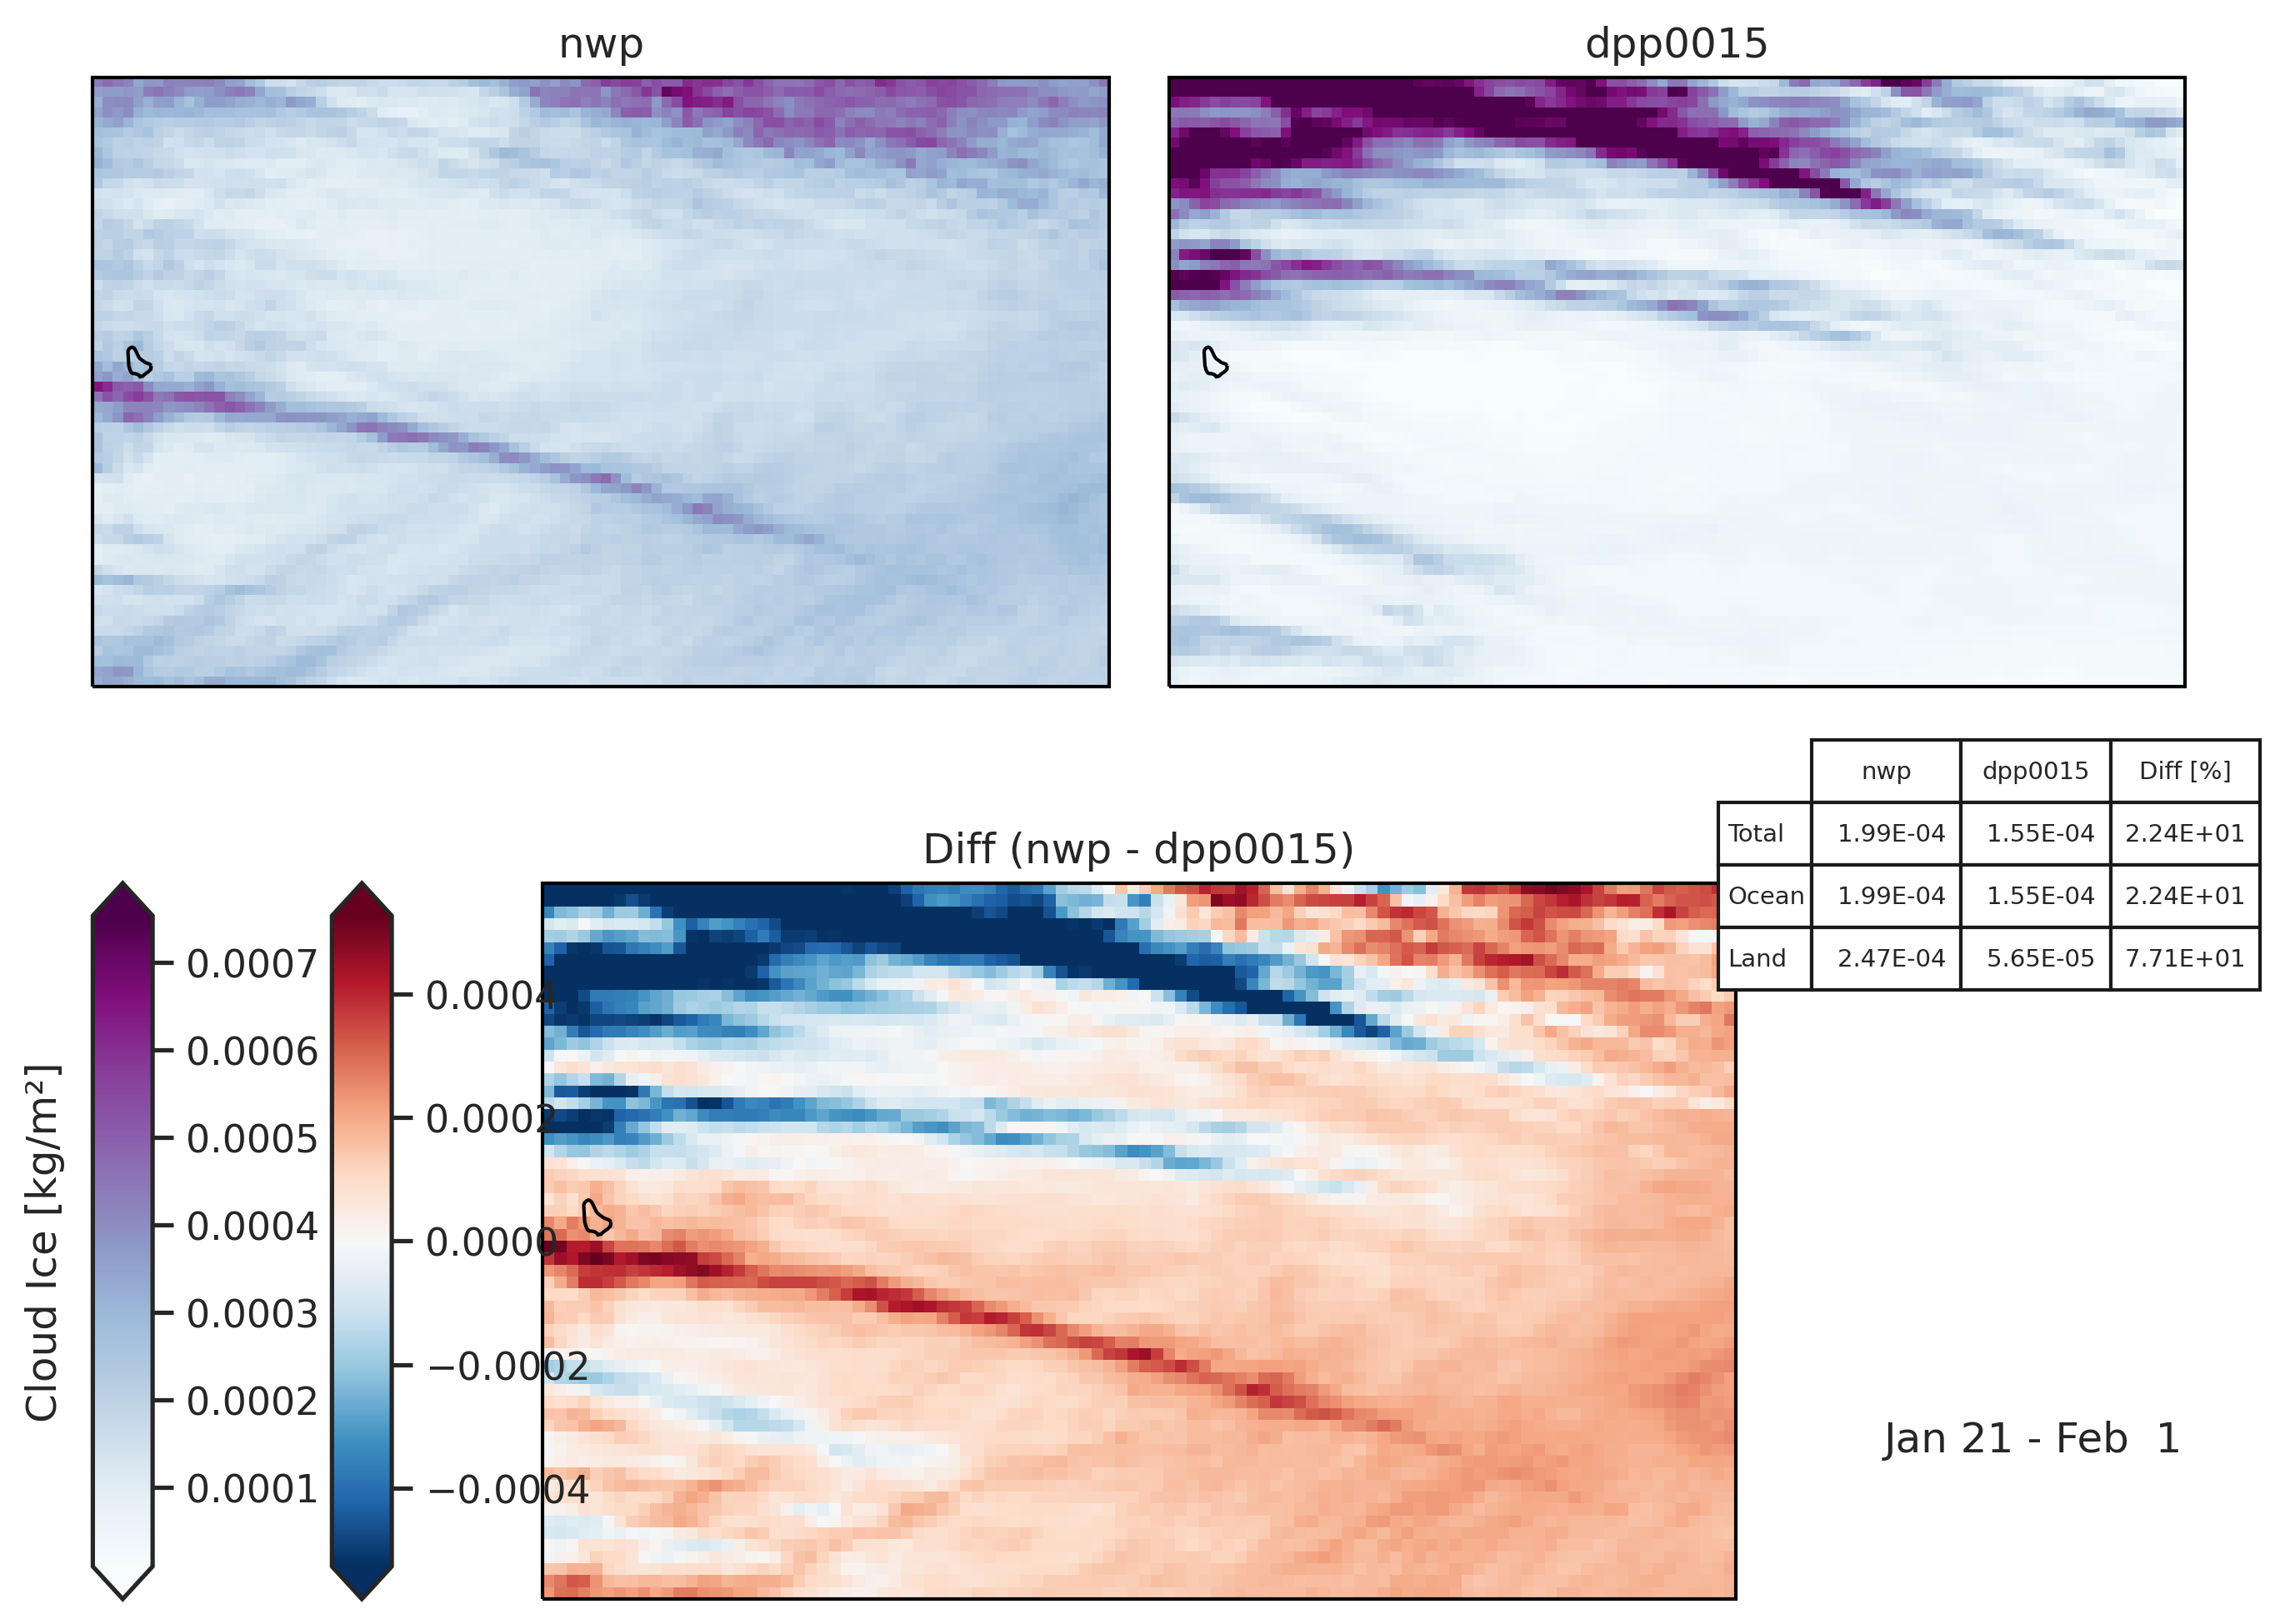 nwp
dpp0015
nwp dpp0015 Diff [%]
Total 1.99E-04 1.55E-04 2.24E+01
Ocean 1.99E-04 1.55E-04 2.24E+01
Land 2.47E-04 5.65E-05 7.71E+01
Diff (nwp - dpp0015)
Cloud Ice [kg/m²]
0.0007
0.0006
0.0005
0.0004
0.0003
0.0002
0.0001
0.0004
0.0002
0.0000
−0.0002
−0.0004
Jan 21 - Feb  1